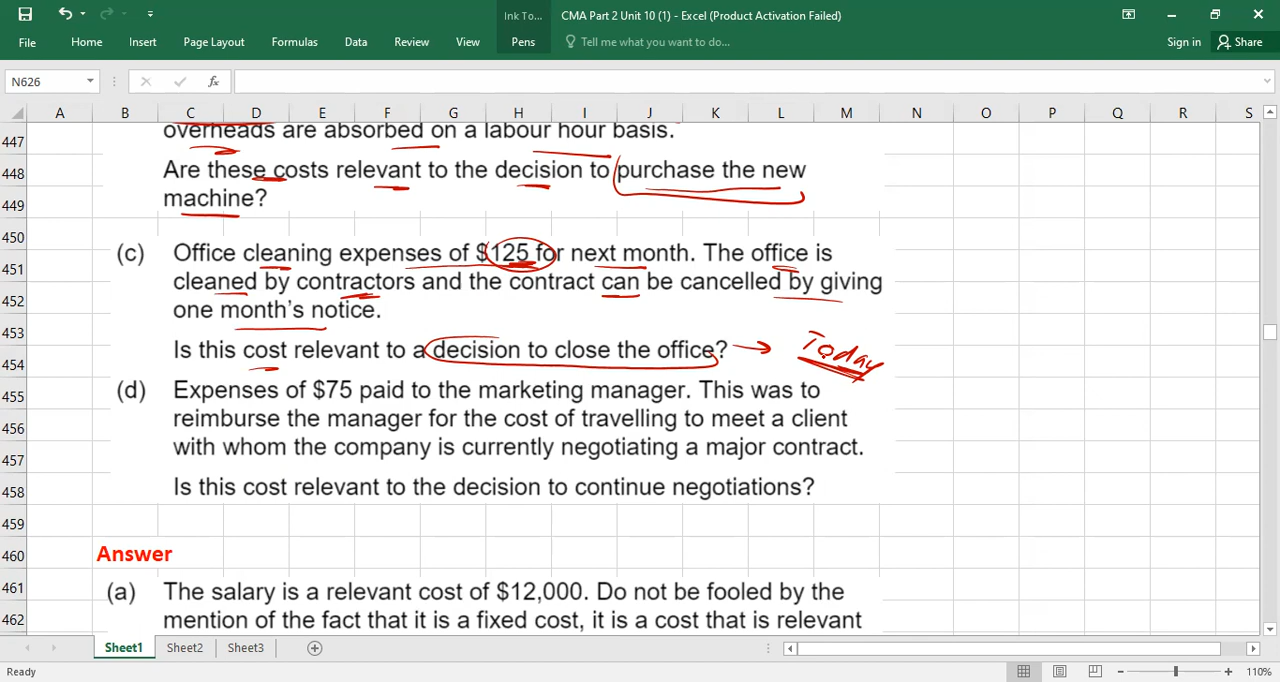 Ink To...
CMA Part 2 Unit 10 (1) - Excel (Product Activation Failed)
File Home Insert Page Layout Formulas Data Review View Pens Tell me what you want to do... Sign in Share
N626 fx
A B C D E F G H I J K L M N O P Q R S
447 overheads are absorbed on a labour hour basis.
448 Are these costs relevant to the decision to purchase the new
449 machine?
450
(c) Office cleaning expenses of $125 for next month. The office is
451 cleaned by contractors and the contract can be cancelled by giving
452 one month's notice.
453
Is this cost relevant to a decision to close the office? Today
454
455 (d) Expenses of $75 paid to the marketing manager. This was to
456 reimburse the manager for the cost of travelling to meet a client
457 with whom the company is currently negotiating a major contract.
458 Is this cost relevant to the decision to continue negotiations?
459
460 Answer
461 (a) The salary is a relevant cost of $12,000. Do not be fooled by the
462 mention of the fact that it is a fixed cost, it is a cost that is relevant
Sheet1 Sheet2 Sheet3
Ready 110%